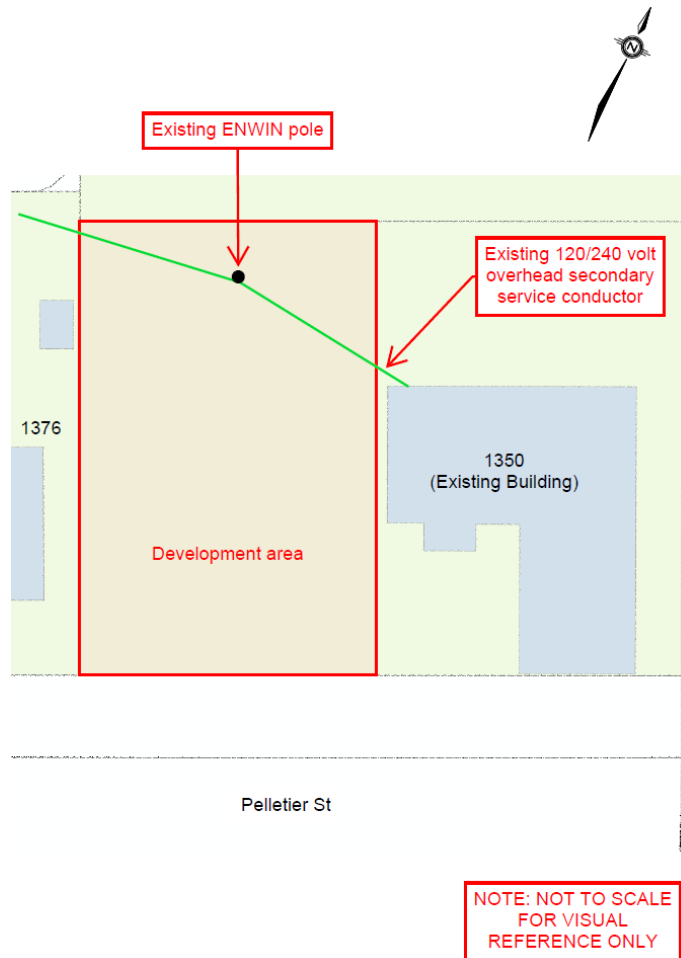 N
Existing ENWIN pole
Existing 120/240 volt
overhead secondary
service conductor
1376
1350
(Existing Building)
Development area
Pelletier St
NOTE: NOT TO SCALE
FOR VISUAL
REFERENCE ONLY